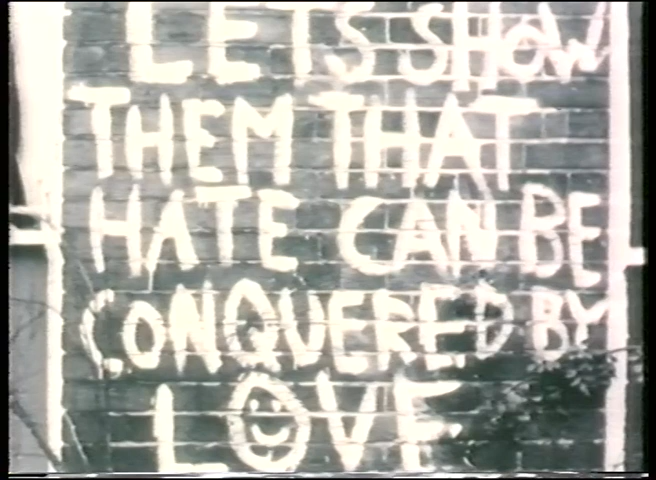 LETS SHOW
THEM THAT
HATE CAN BE
CONQUERED BY
LOVE